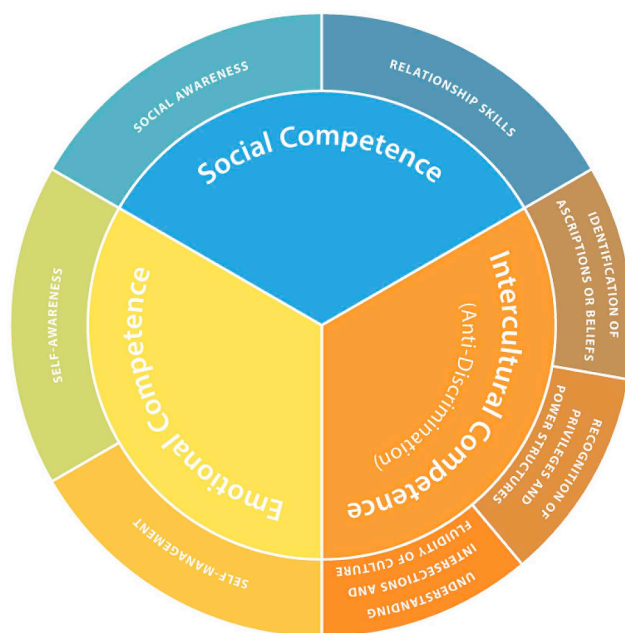 SOCIAL AWARENESS
RELATIONSHIP SKILLS
Social Competence
IDENTIFICATION OF
ASCRIPTIONS OR BELIEFS
Intercultural Competence
(Anti-Discrimination)
RECOGNITION OF
PRIVILEGES AND
POWER STRUCTURES
UNDERSTANDING
INTERSECTIONS AND
FLUIDITY OF CULTURE
SELF-MANAGEMENT
Emotional Competence
SELF-AWARENESS